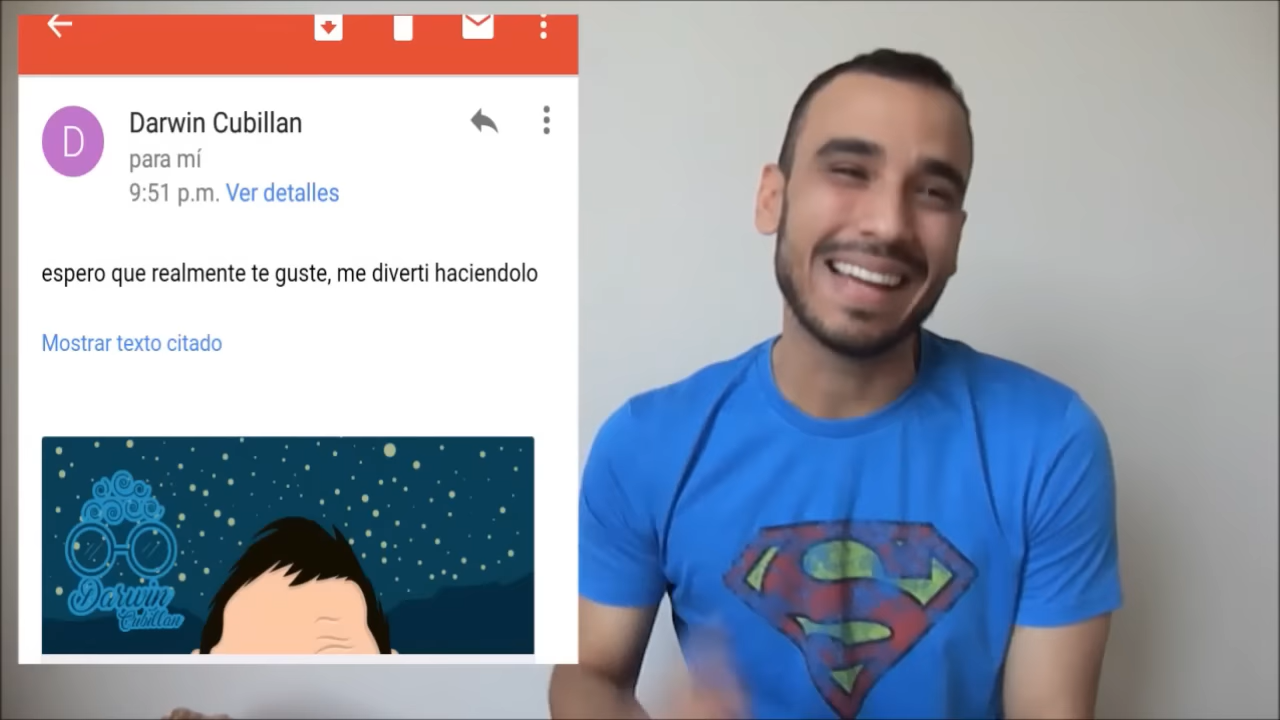 D
Darwin Cubillan
para mí
9:51 p.m. Ver detalles
espero que realmente te guste, me diverti haciendolo
Mostrar texto citado
Darwin
Cubillan
S